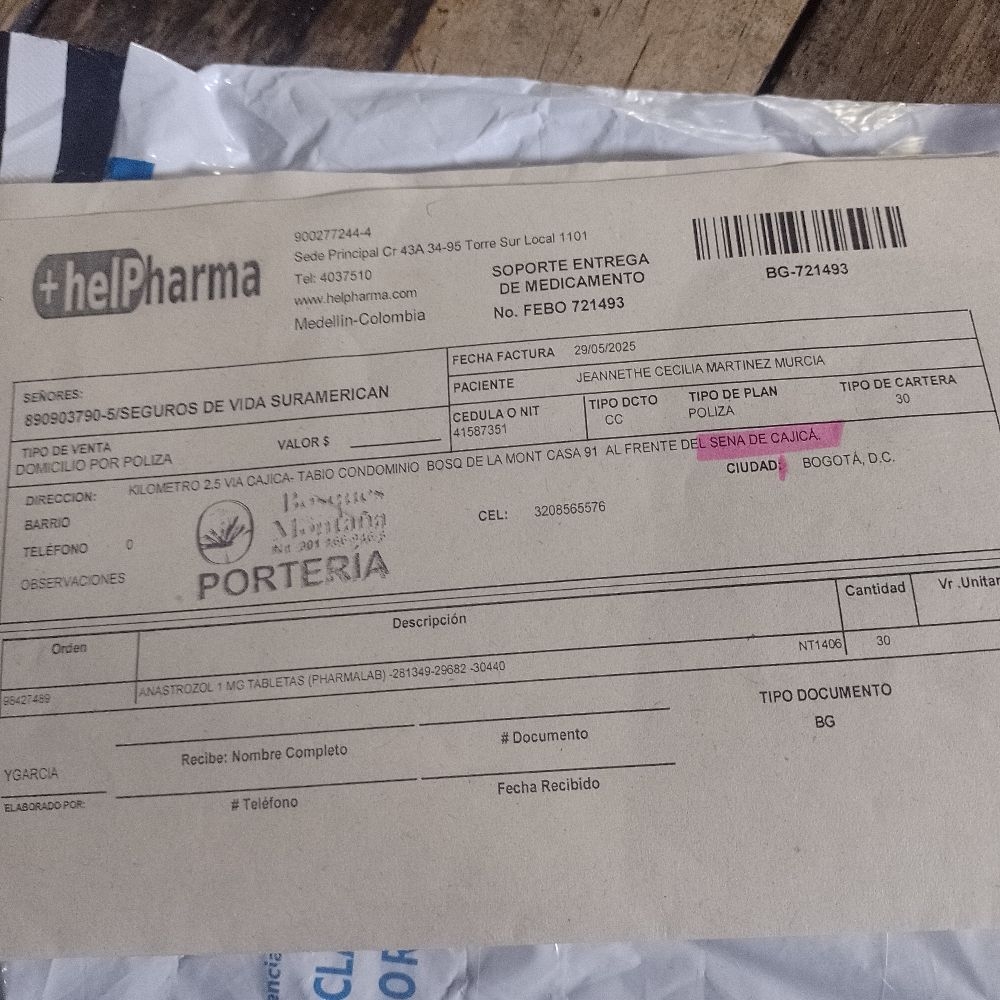 +helPharma
900277244-4
Sede Principal Cr 43A 34-95 Torre Sur Local 1101
Tel: 4037510
www.helpharma.com
Medellin-Colombia
SOPORTE ENTREGA
DE MEDICAMENTO
No. FEBO 721493
BG-721493
SEÑORES:
890903790-5/SEGUROS DE VIDA SURAMERICAN
FECHA FACTURA 29/05/2025
PACIENTE JEANNETHE CECILIA MARTINEZ MURCIA
TIPO DE VENTA
DOMICILIO POR POLIZA
VALOR $
CEDULA O NIT
41587351
TIPO DCTO
CC
TIPO DE PLAN
POLIZA
TIPO DE CARTERA
30
DIRECCION: KILOMETRO 2.5 VIA CAJICA- TABIO CONDOMINIO BOSQ DE LA MONT CASA 91 AL FRENTE DEL SENA DE CAJICÁ.
CIUDAD: BOGOTÁ, D.C.
BARRIO
TELÉFONO 0
CEL: 3208565576
OBSERVACIONES
Montaña
PORTERÍA
Orden
Descripción
Cantidad
Vr .Unitar
98427489
ANASTROZOL 1 MG TABLETAS (PHARMALAB) -281349-29682 -30440
NT1406
30
TIPO DOCUMENTO
BG
Recibe: Nombre Completo
# Documento
YGARCIA
ELABORADO POR:
# Teléfono
Fecha Recibido
encia
CL
OR